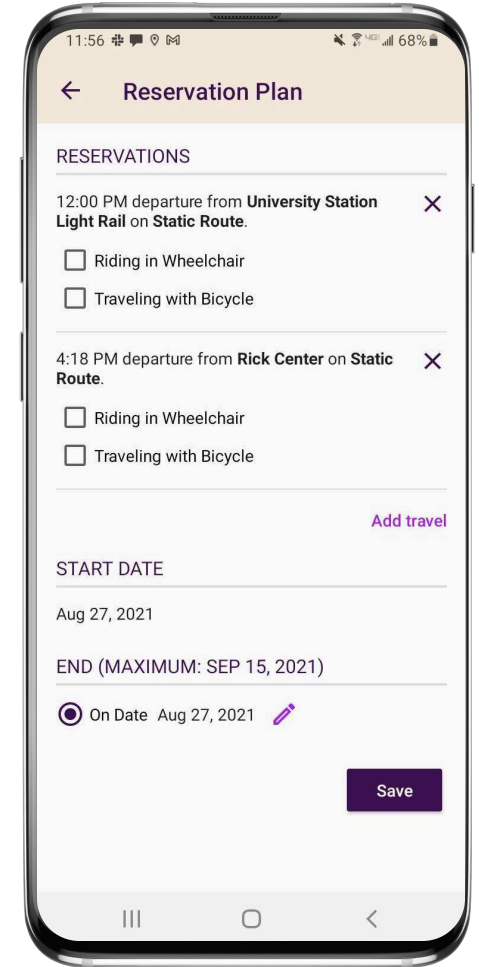 11:56 68%
Reservation Plan
RESERVATIONS
12:00 PM departure from University Station
Light Rail on Static Route.
Riding in Wheelchair
Traveling with Bicycle
4:18 PM departure from Rick Center on Static
Route.
Riding in Wheelchair
Traveling with Bicycle
Add travel
START DATE
Aug 27, 2021
END (MAXIMUM: SEP 15, 2021)
On Date Aug 27, 2021
Save